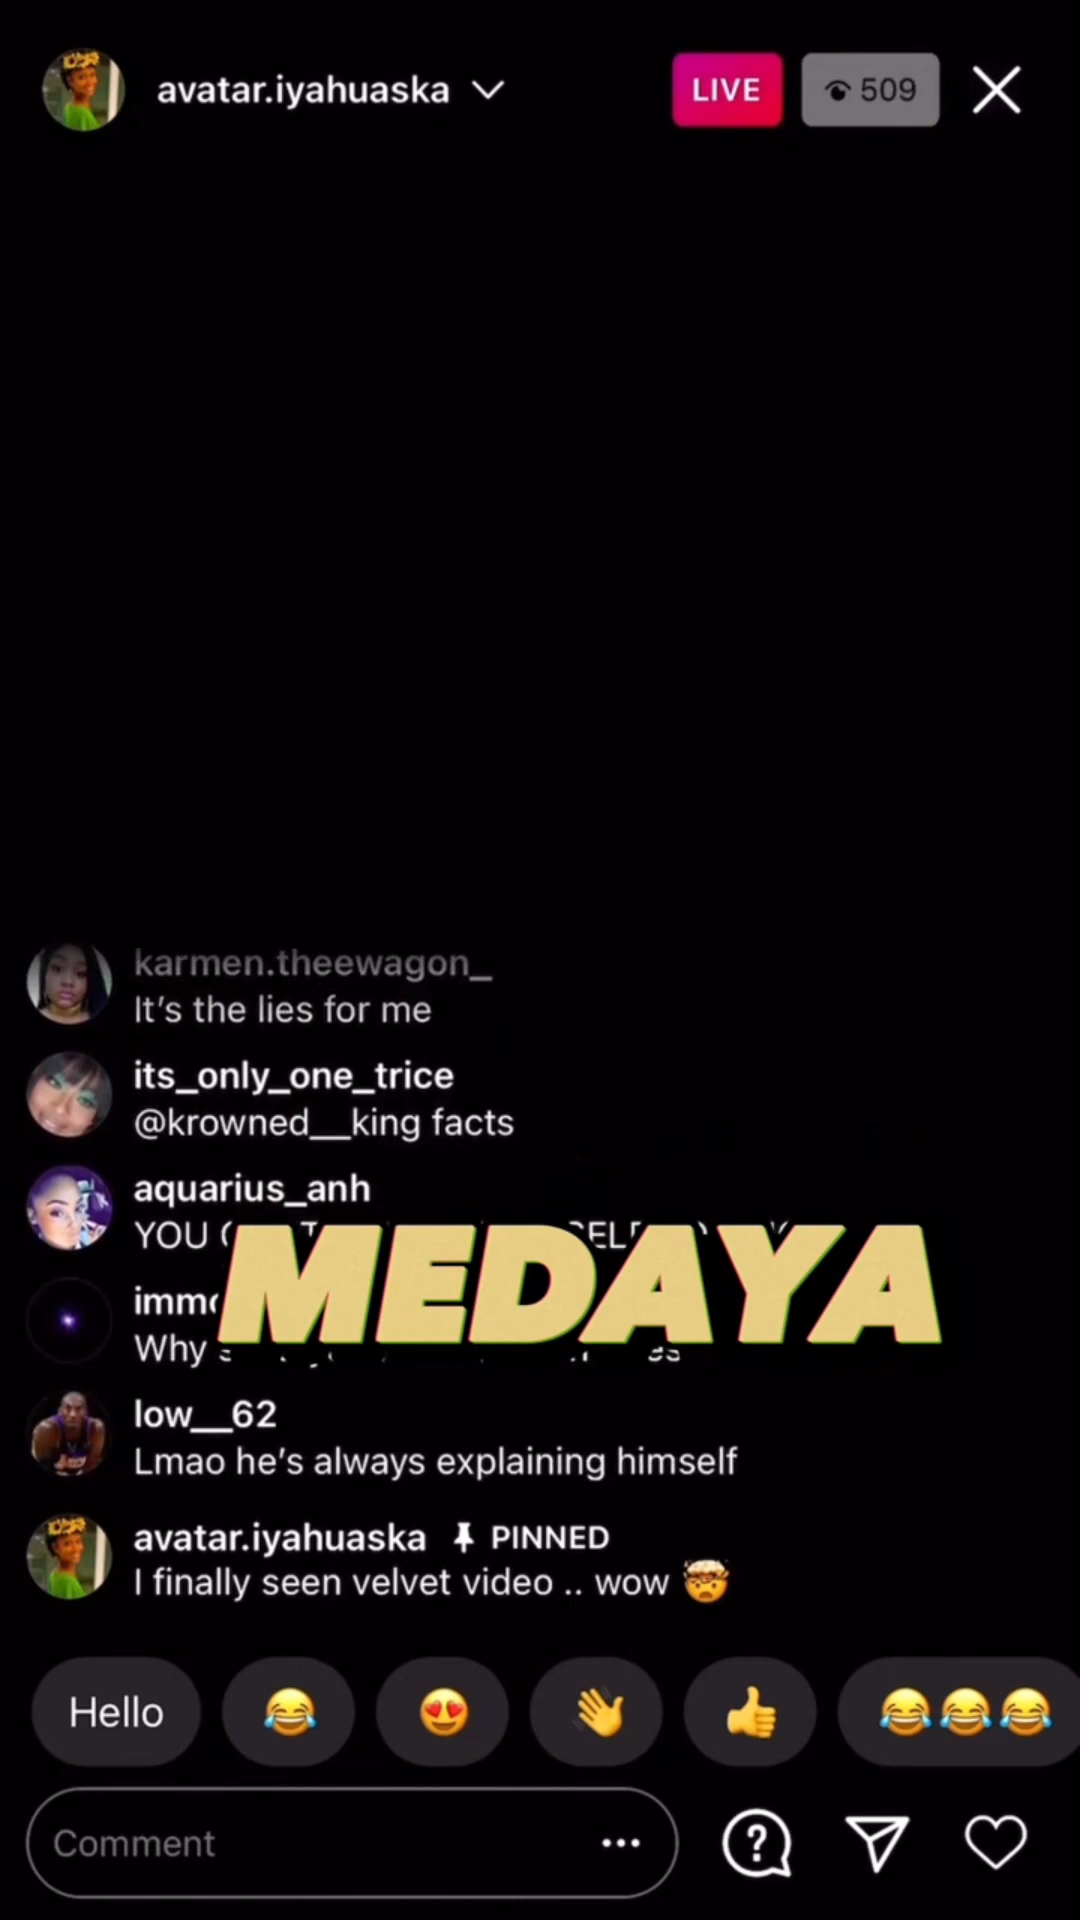 avatar.iyahuaska
LIVE
509
karmen.theewagon_
It's the lies for me
its_only_one_trice
@krowned__king facts
aquarius_anh
YOU
MEDAYA
Why
low__62
Lmao he's always explaining himself
avatar.iyahuaska PINNED
I finally seen velvet video .. wow 🤯
Hello 😂 😍 👋 👍 😂😂😂
Comment